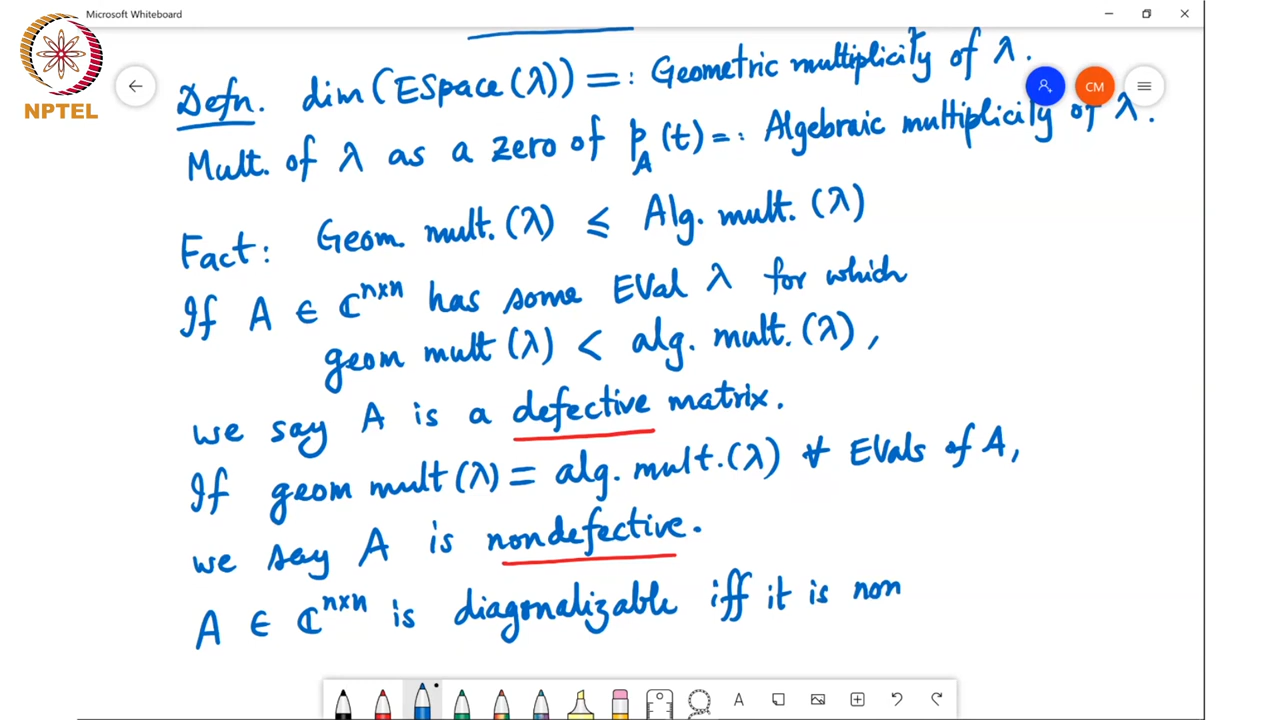 Microsoft Whiteboard
NPTEL
CM
Defn. dim(ESpace(λ)) =: Geometric multiplicity of λ.
Mult. of λ as a zero of p_A(t) =: Algebraic multiplicity of λ.
Fact: Geom. mult.(λ) ≤ Alg. mult.(λ)
If A ∈ ℂ^{n×n} has some EVal λ for which
geom mult(λ) < alg. mult.(λ),
we say A is a defective matrix.
If geom mult(λ) = alg. mult.(λ) ∀ EVals of A,
we say A is nondefective.
A ∈ ℂ^{n×n} is diagonalizable iff it is non
A